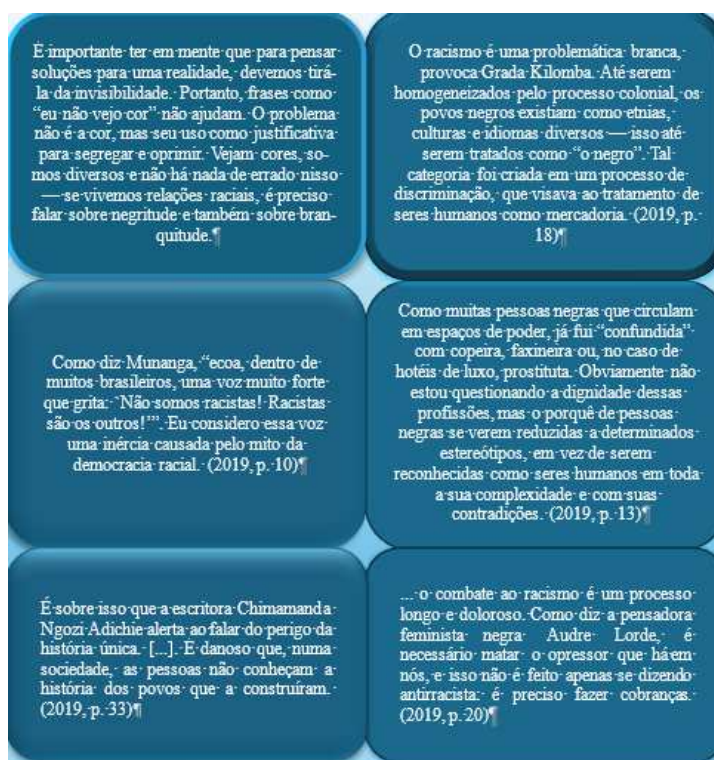 É importante ter em mente que para pensar
soluções para uma realidade, devemos tirá-
la da invisibilidade. Portanto, frases como
“eu não vejo cor” não ajudam. O problema
não é a cor, mas seu uso como justificativa
para segregar e oprimir. Vejam cores, so-
mos diversos e não há nada de errado nisso
— se vivemos relações raciais, é preciso
falar sobre negritude e também sobre bran-
quitude.¶
O racismo é uma problemática branca,
provoca Grada Kilomba. Até serem
homogeneizados pelo processo colonial, os
povos negros existiam como etnias,
culturas e idiomas diversos — isso até
serem tratados como “o negro”. Tal
categoria foi criada em um processo de
discriminação, que visava ao tratamento de
seres humanos como mercadoria. (2019, p.
18)¶
Como diz Munanga, “ecoa, dentro de
muitos brasileiros, uma voz muito forte
que grita: ‘Não somos racistas! Racistas
são os outros!’”. Eu considero essa voz
uma inércia causada pelo mito da
democracia racial. (2019, p. 10)¶
Como muitas pessoas negras que circulam
em espaços de poder, já fui “confundida”
com copeira, faxineira ou, no caso de
hotéis de luxo, prostituta. Obviamente não
estou questionando a dignidade dessas
profissões, mas o porquê de pessoas
negras se verem reduzidas a determinados
estereótipos, em vez de serem
reconhecidas como seres humanos em toda
a sua complexidade e com suas
contradições. (2019, p. 13)¶
É sobre isso que a escritora Chimamanda
Ngozi Adichie alerta ao falar do perigo da
história única. [...]. É danoso que, numa
sociedade, as pessoas não conheçam a
história dos povos que a construíram.
(2019, p. 33)¶
... o combate ao racismo é um processo
longo e doloroso. Como diz a pensadora
feminista negra Audre Lorde, é
necessário matar o opressor que há em
nós, e isso não é feito apenas se dizendo
antirracista: é preciso fazer cobranças.
(2019, p. 20)¶